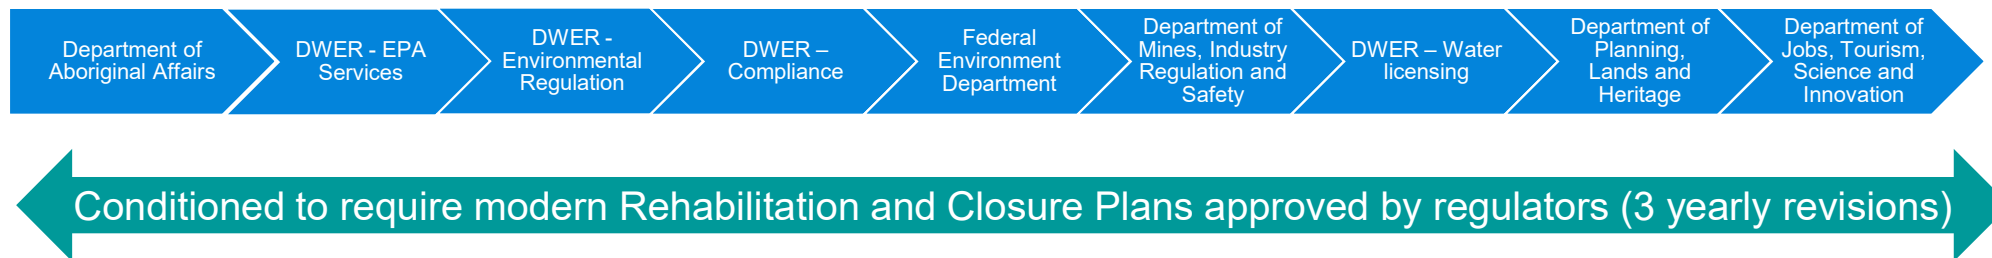 Department of
Aboriginal Affairs
DWER - EPA
Services
DWER -
Environmental
Regulation
DWER –
Compliance
Federal
Environment
Department
Department of
Mines, Industry
Regulation and
Safety
DWER – Water
licensing
Department of
Planning,
Lands and
Heritage
Department of
Jobs, Tourism,
Science and
Innovation
Conditioned to require modern Rehabilitation and Closure Plans approved by regulators (3 yearly revisions)